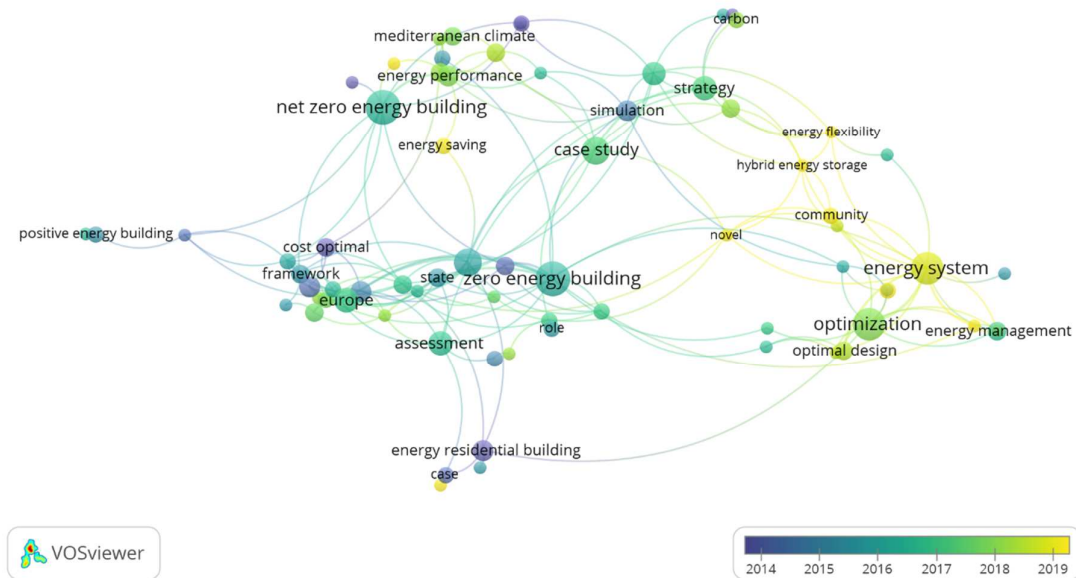 carbon
mediterranean climate
energy performance
strategy
net zero energy building
simulation
energy flexibility
energy saving
case study
hybrid energy storage
community
positive energy building
novel
cost optimal
framework
state
zero energy building
energy system
europe
role
optimization
energy management
assessment
optimal design
energy residential building
case
VOSviewer
2014 2015 2016 2017 2018 2019